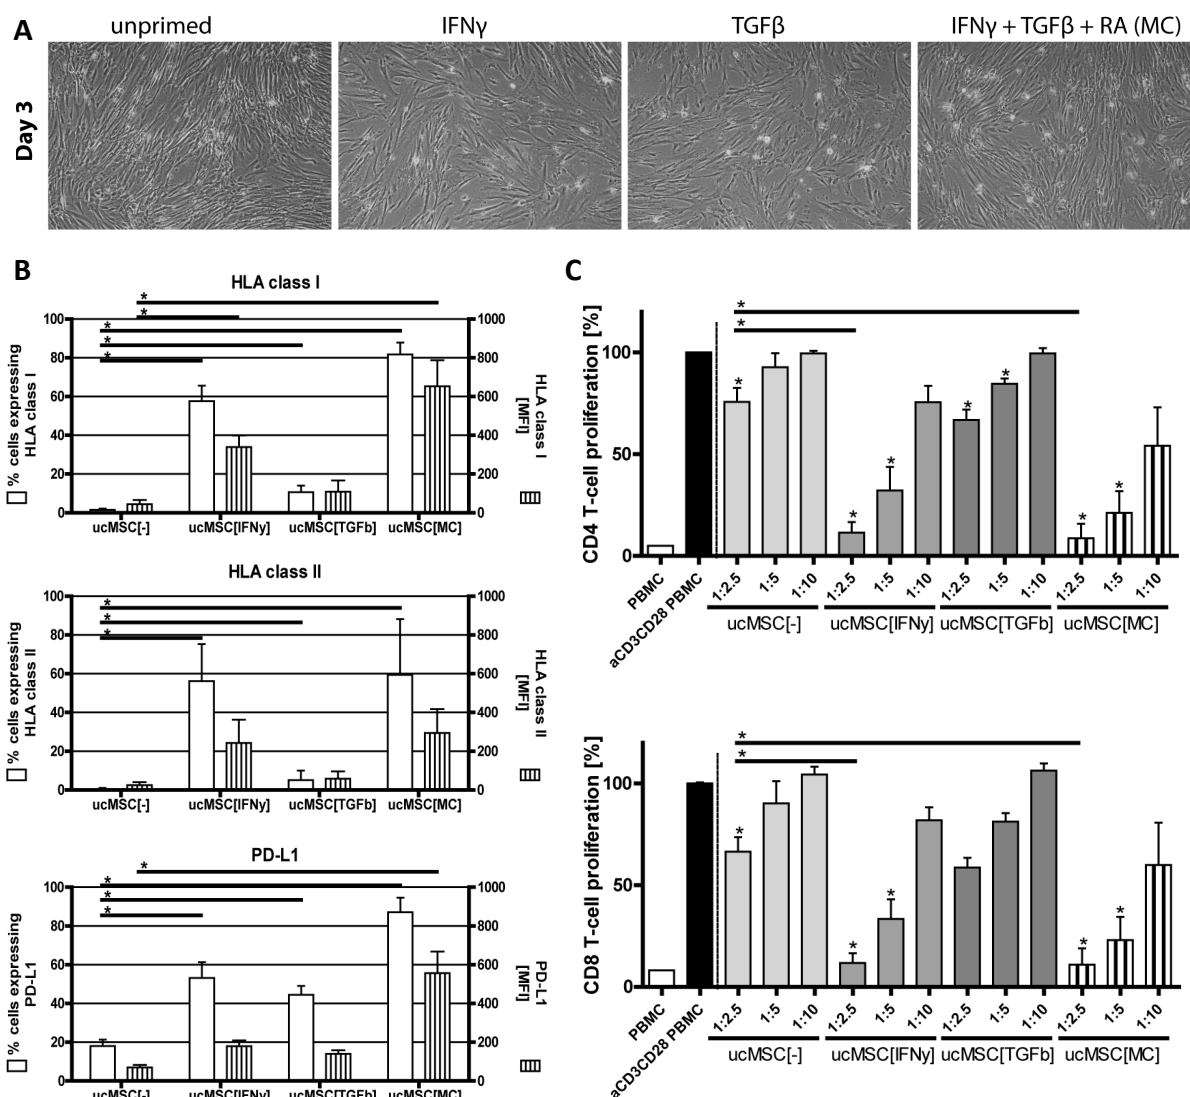 A
unprimed
IFNγ
TGFβ
IFNγ + TGFβ + RA (MC)
Day 3
B
HLA class I
% cells expressing
HLA class I
100
80
60
40
20
0
1000
800
600
400
200
0
HLA class I
[MFI]
*
*
*
*
*
ucMSC[-]
ucMSC[IFNy]
ucMSC[TGFb]
ucMSC[MC]
HLA class II
% cells expressing
HLA class II
100
80
60
40
20
0
1000
800
600
400
200
0
HLA class II
[MFI]
*
*
*
ucMSC[-]
ucMSC[IFNy]
ucMSC[TGFb]
ucMSC[MC]
PD-L1
% cells expressing
PD-L1
100
80
60
40
20
0
1000
800
600
400
200
0
PD-L1
[MFI]
*
*
*
*
ucMSC[-]
ucMSC[IFNy]
ucMSC[TGFb]
ucMSC[MC]
C
CD4 T-cell proliferation [%]
100
50
0
*
*
*
*
*
*
*
*
*
PBMC
aCD3CD28 PBMC
1:2.5
1:5
1:10
1:2.5
1:5
1:10
1:2.5
1:5
1:10
1:2.5
1:5
1:10
ucMSC[-]
ucMSC[IFNy]
ucMSC[TGFb]
ucMSC[MC]
CD8 T-cell proliferation [%]
100
50
0
*
*
*
*
*
*
*
PBMC
aCD3CD28 PBMC
1:2.5
1:5
1:10
1:2.5
1:5
1:10
1:2.5
1:5
1:10
1:2.5
1:5
1:10
ucMSC[-]
ucMSC[IFNy]
ucMSC[TGFb]
ucMSC[MC]